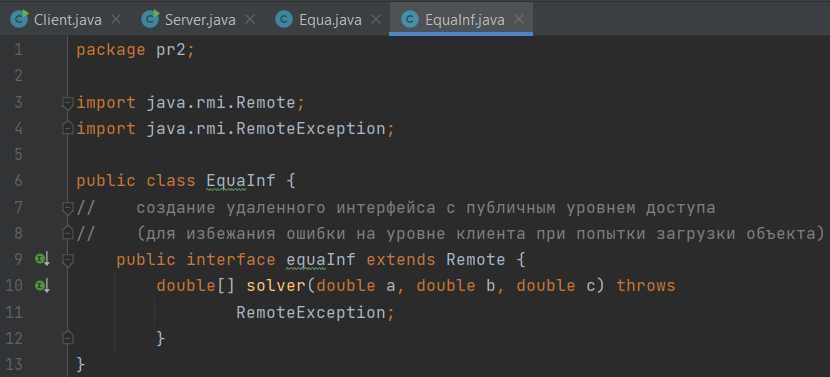 Client.java × Server.java × Equa.java × EquaInf.java ×
1 package pr2;
2
3 import java.rmi.Remote;
4 import java.rmi.RemoteException;
5
6 public class EquaInf {
7 // создание удаленного интерфейса с публичным уровнем доступа
8 // (для избежания ошибки на уровне клиента при попытки загрузки объекта)
9 public interface equaInf extends Remote {
10 double[] solver(double a, double b, double c) throws
11 RemoteException;
12 }
13 }